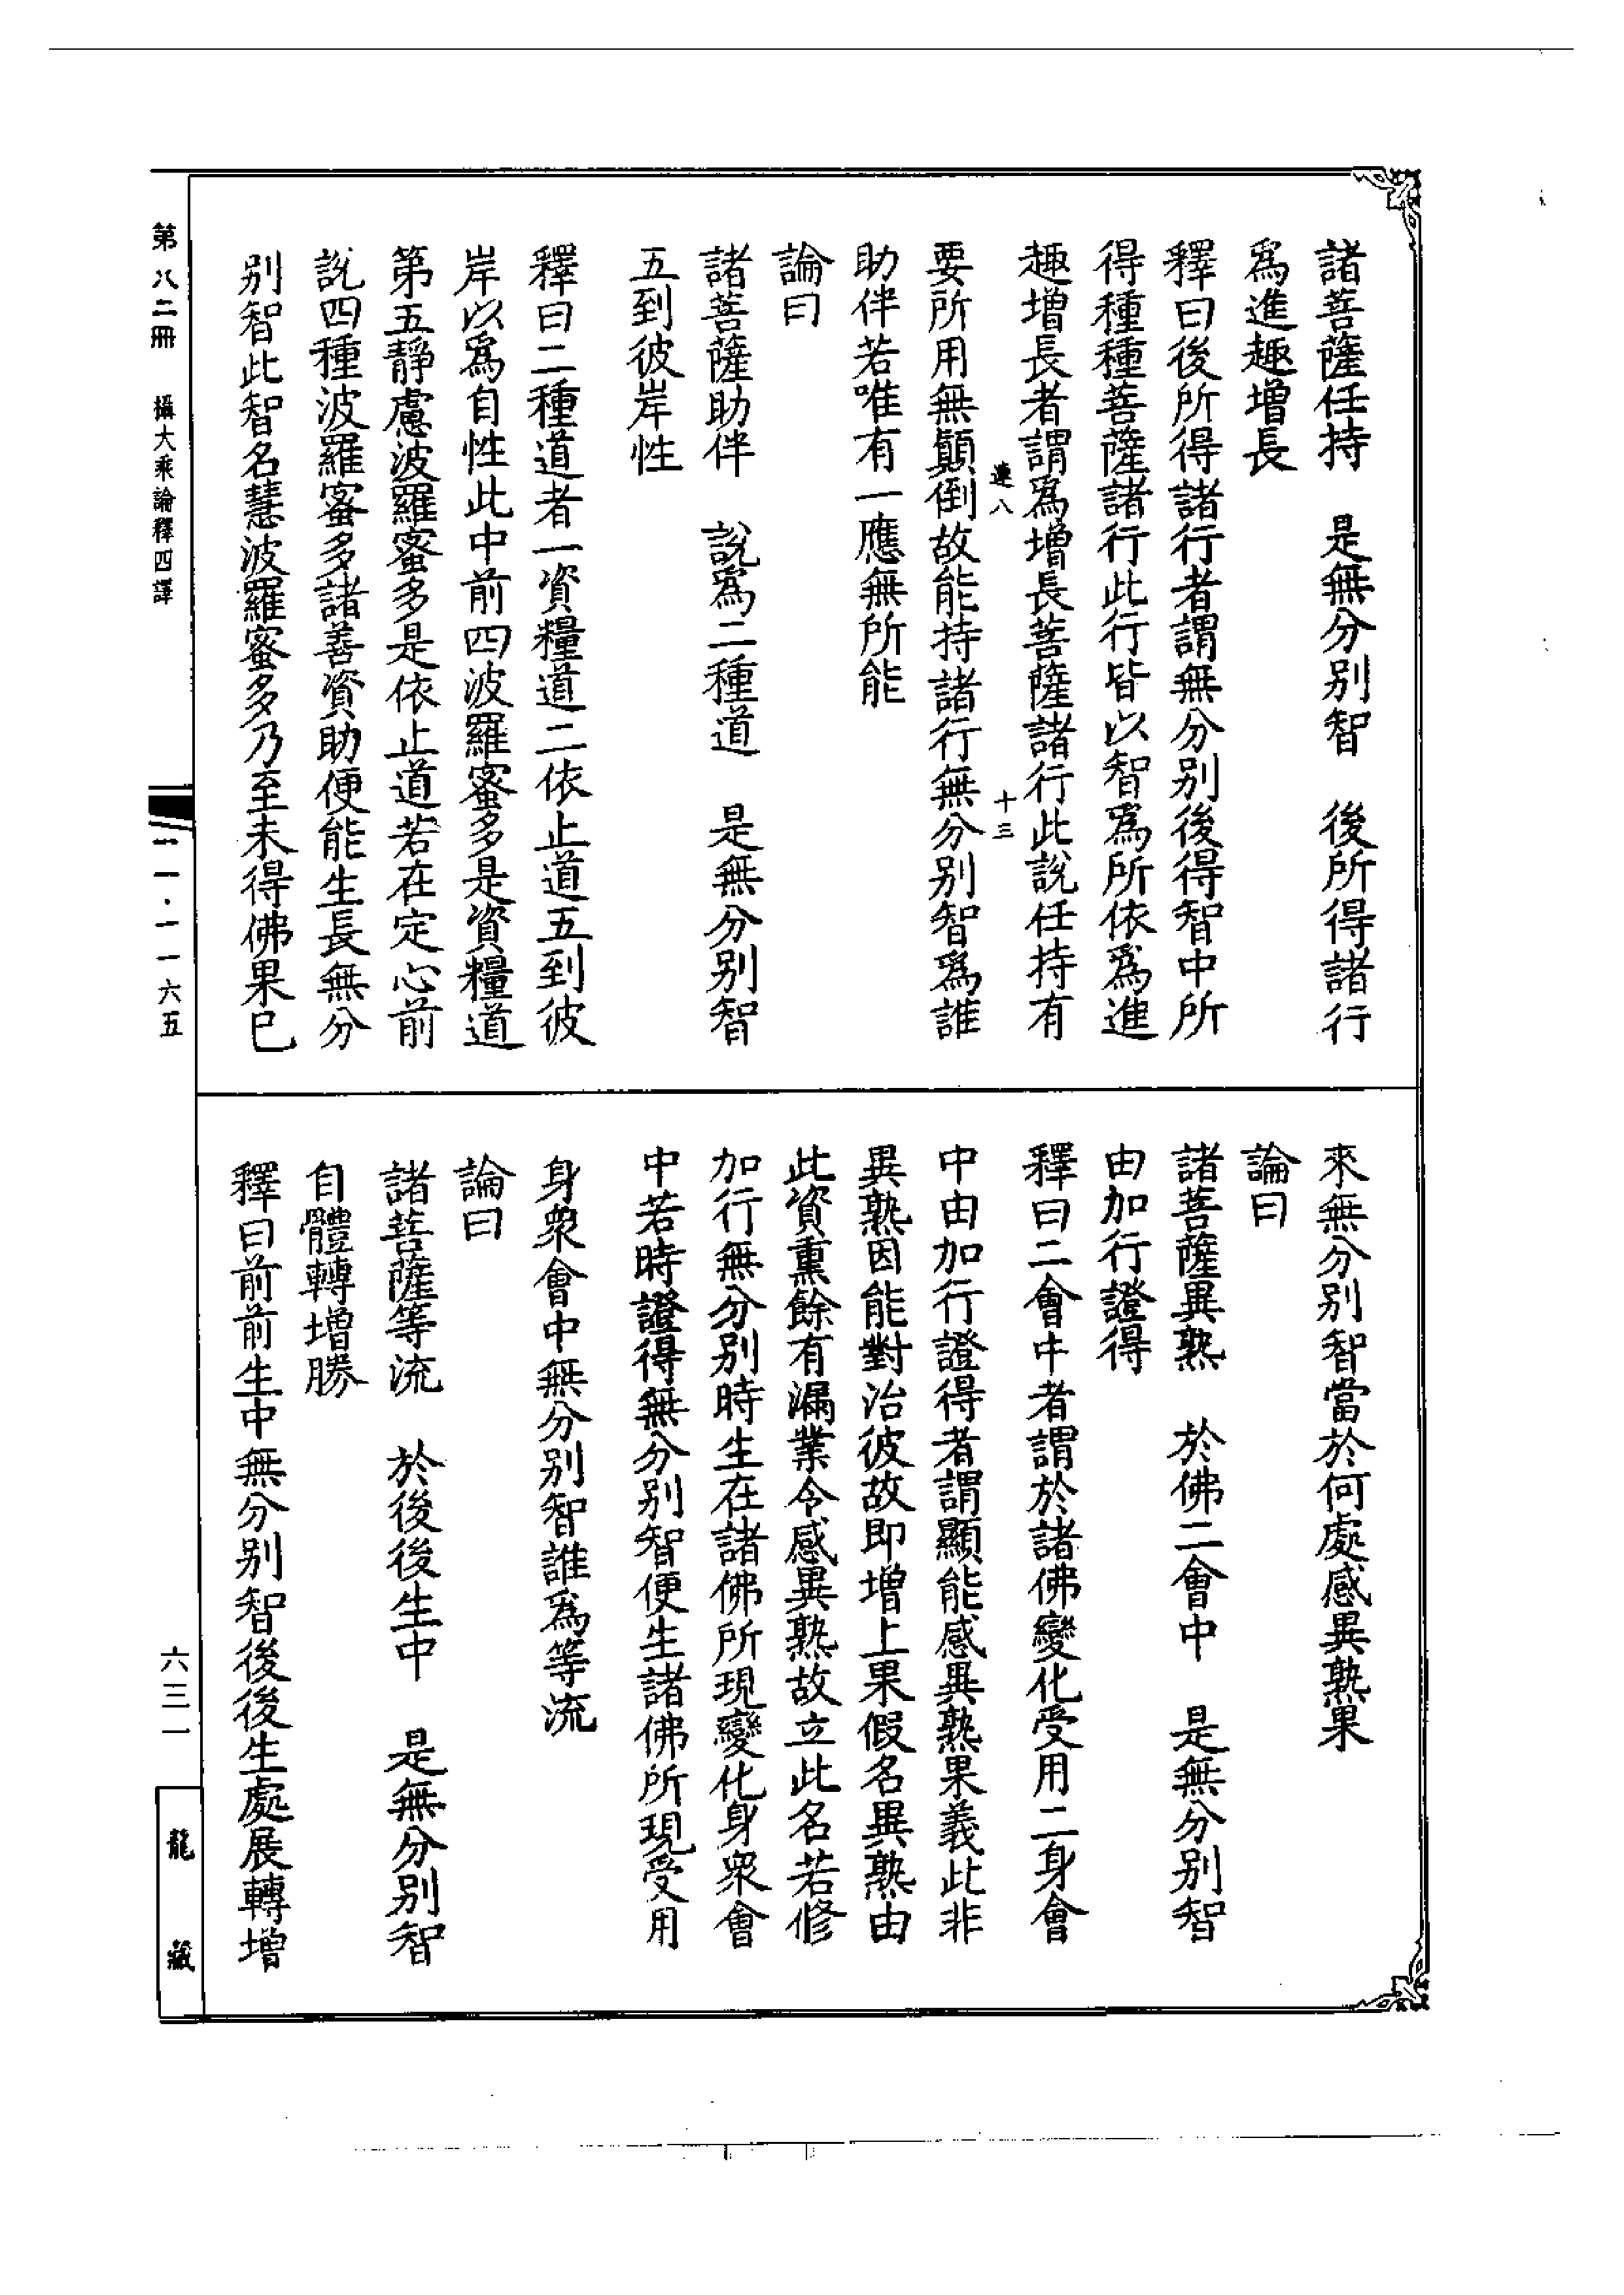 諸菩薩任持　是無分别智　後所得諸行
爲進趣增長
釋曰後所得諸行者謂無分别後得智中所
得種種菩薩諸行此行皆以智爲所依爲進
趣增長者謂爲增長菩薩諸行此說任持有
蓮八　十三
要所用無顛倒故能持諸行無分别智爲誰
助伴若唯有一應無所能
論曰
諸菩薩助伴　說爲二種道　是無分别智
五到彼岸性
釋曰二種道者一資糧道二依止道五到彼
岸以爲自性此中前四波羅蜜多是資糧道
第五靜慮波羅蜜多是依止道若在定心前
說四種波羅蜜多諸善資助便能生長無分
别智此智名慧波羅蜜多乃至未得佛果已
來無分别智當於何處感異熟果
論曰
諸菩薩異熟　於佛二會中　是無分别智
由加行證得
釋曰二會中者謂於諸佛變化受用二身會
中由加行證得者謂顯能感異熟果義此非
異熟因能對治彼故即增上果假名異熟由
此資熏餘有漏業令感異熟故立此名若修
加行無分别時生在諸佛所現變化身衆會
中若時證得無分别智便生諸佛所現受用
身衆會中無分别智誰爲等流
論曰
諸菩薩等流　於後後生中　是無分别智
自體轉增勝
釋曰前前生中無分别智後後生處展轉增
第八二冊　攝大乘論釋四譯
一一·一一六五
六三一
龍藏